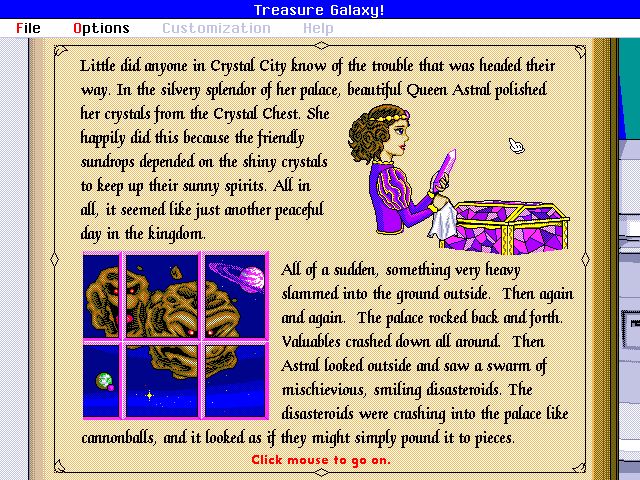 Treasure Galaxy!
File Options Customization Help
Little did anyone in Crystal City know of the trouble that was headed their
way. In the silvery splendor of her palace, beautiful Queen Astral polished
her crystals from the Crystal Chest. She
happily did this because the friendly
sundrops depended on the shiny crystals
to keep up their sunny spirits. All in
all, it seemed like just another peaceful
day in the kingdom.
All of a sudden, something very heavy
slammed into the ground outside. Then again
and again. The palace rocked back and forth.
Valuables crashed down all around. Then
Astral looked outside and saw a swarm of
mischievious, smiling disasteroids. The
disasteroids were crashing into the palace like
cannonballs, and it looked as if they might simply pound it to pieces.
Click mouse to go on.